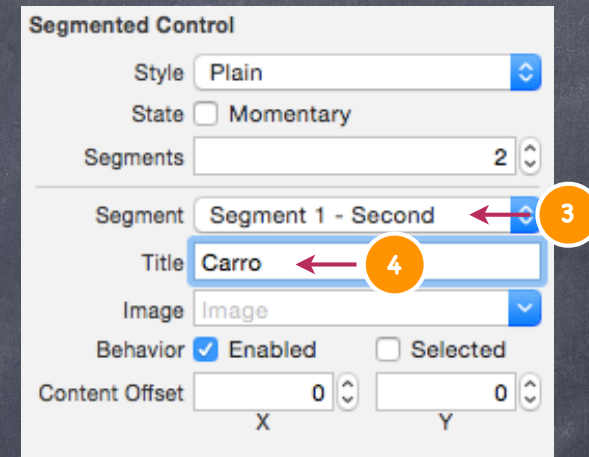 Segmented Control
Style Plain
State Momentary
Segments 2
Segment Segment 1 - Second 3
Title Carro 4
Image Image
Behavior Enabled Selected
Content Offset 0 0
X Y